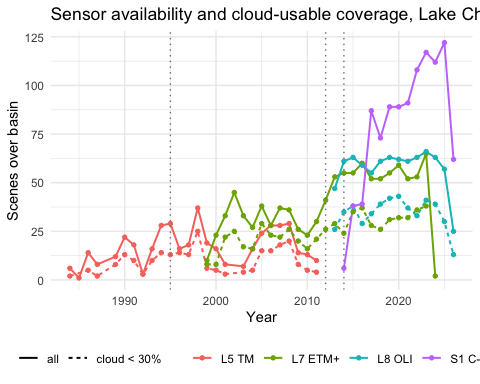 Sensor availability and cloud-usable coverage, Lake Ch
125
100
75
50
25
0
Scenes over basin
1990 2000 2010 2020
Year
all cloud < 30% L5 TM L7 ETM+ L8 OLI S1 C-